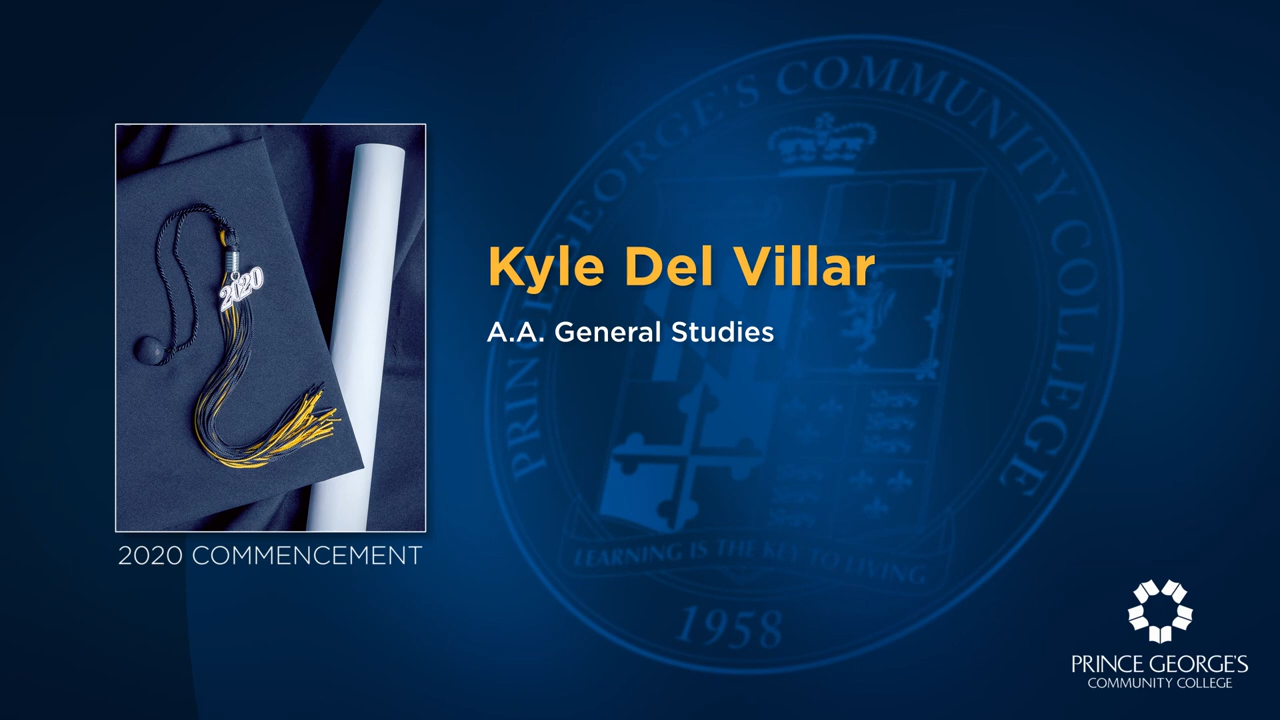 PRINCE GEORGE'S COMMUNITY COLLEGE
2020
Kyle Del Villar
A.A. General Studies
LEARNING IS THE KEY TO LIVING
2020 COMMENCEMENT
1958
PRINCE GEORGE'S
COMMUNITY COLLEGE